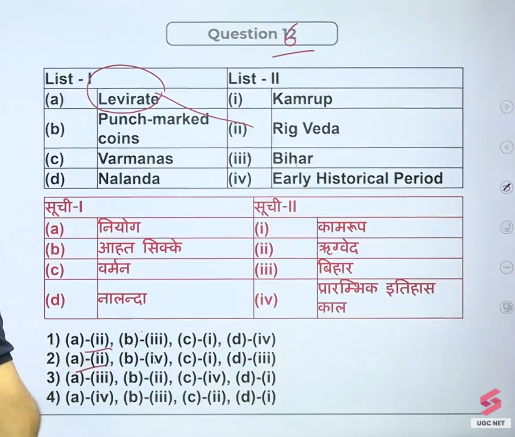 Question 16
List - I List - II
(a) Levirate (i) Kamrup
(b) Punch-marked coins (ii) Rig Veda
(c) Varmanas (iii) Bihar
(d) Nalanda (iv) Early Historical Period
सूची-I सूची-II
(a) नियोग (i) कामरूप
(b) आहत सिक्के (ii) ऋग्वेद
(c) वर्मन (iii) बिहार
(d) नालन्दा (iv) प्रारम्भिक इतिहास काल
1) (a)-(ii), (b)-(iii), (c)-(i), (d)-(iv)
2) (a)-(ii), (b)-(iv), (c)-(i), (d)-(iii)
3) (a)-(iii), (b)-(ii), (c)-(iv), (d)-(i)
4) (a)-(iv), (b)-(iii), (c)-(ii), (d)-(i)
UGC NET